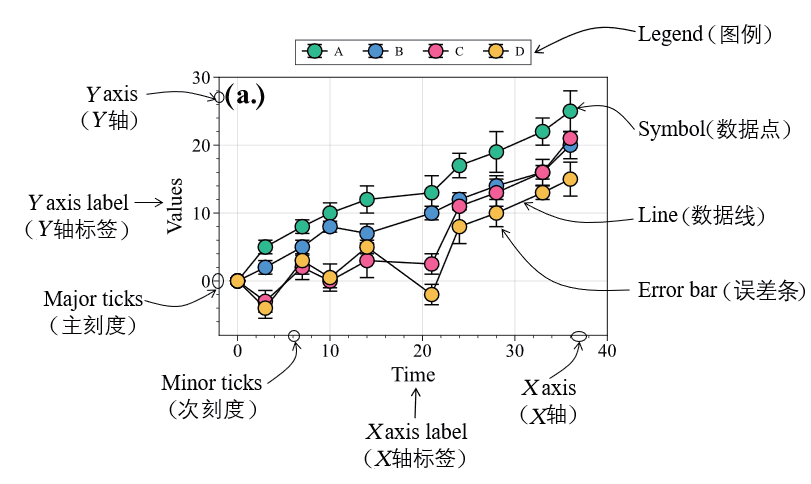 Legend（图例）
A B C D
30
(a.)
Y axis
（Y轴）
Symbol(数据点）
20
Y axis label
（Y轴标签）
Values
Line (数据线）
10
Error bar (误差条）
0
Major ticks
（主刻度）
0 10 20 30 40
Time
Minor ticks
（次刻度）
X axis
（X轴）
X axis label
（X轴标签）